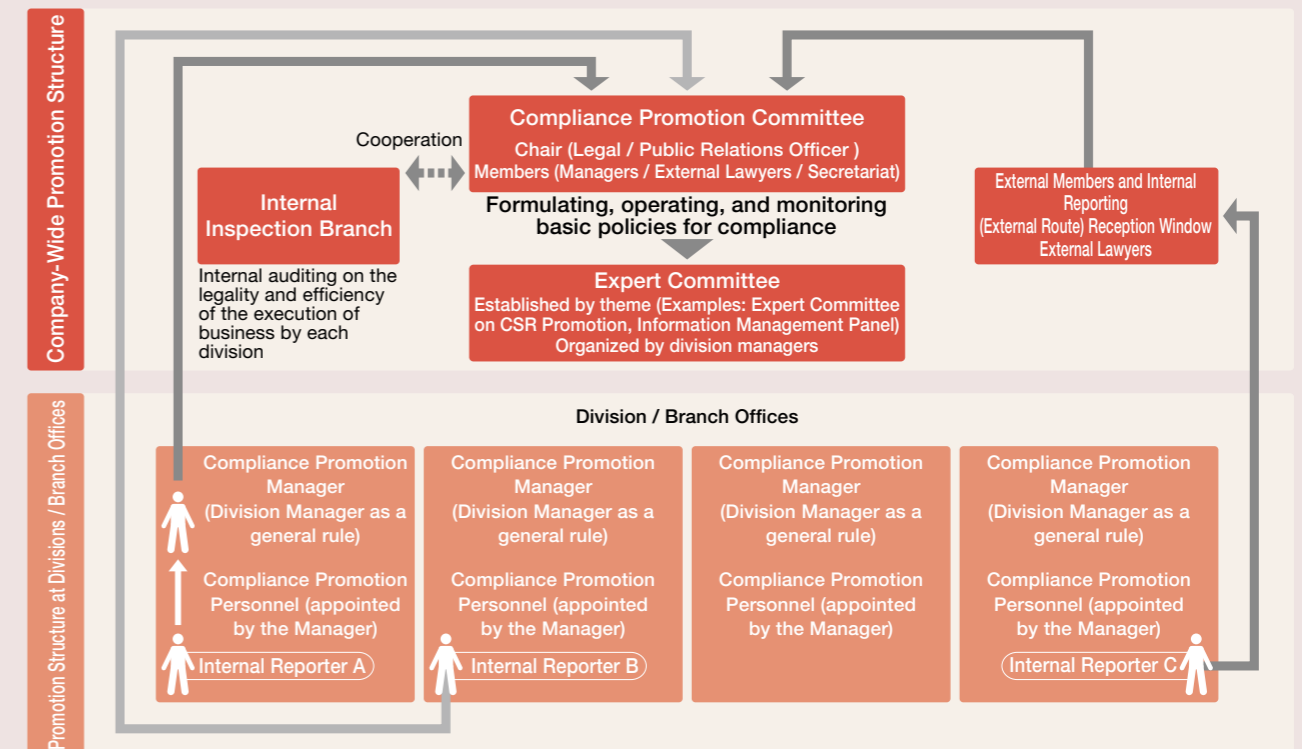 Company-Wide Promotion Structure
Cooperation
Compliance Promotion Committee
Chair (Legal / Public Relations Officer )
Members (Managers / External Lawyers / Secretariat)
Formulating, operating, and monitoring
basic policies for compliance
Internal
Inspection Branch
Internal auditing on the
legality and efficiency
of the execution of
business by each
division
Expert Committee
Established by theme (Examples: Expert Committee
on CSR Promotion, Information Management Panel)
Organized by division managers
External Members and Internal
Reporting
(External Route) Reception Window
External Lawyers
Promotion Structure at Divisions / Branch Offices
Division / Branch Offices
Compliance Promotion
Manager
(Division Manager as a
general rule)
Compliance Promotion
Personnel (appointed
by the Manager)
Internal Reporter A
Compliance Promotion
Manager
(Division Manager as a
general rule)
Compliance Promotion
Personnel (appointed
by the Manager)
Internal Reporter B
Compliance Promotion
Manager
(Division Manager as a
general rule)
Compliance Promotion
Personnel (appointed
by the Manager)
Compliance Promotion
Manager
(Division Manager as a
general rule)
Compliance Promotion
Personnel (appointed
by the Manager)
Internal Reporter C